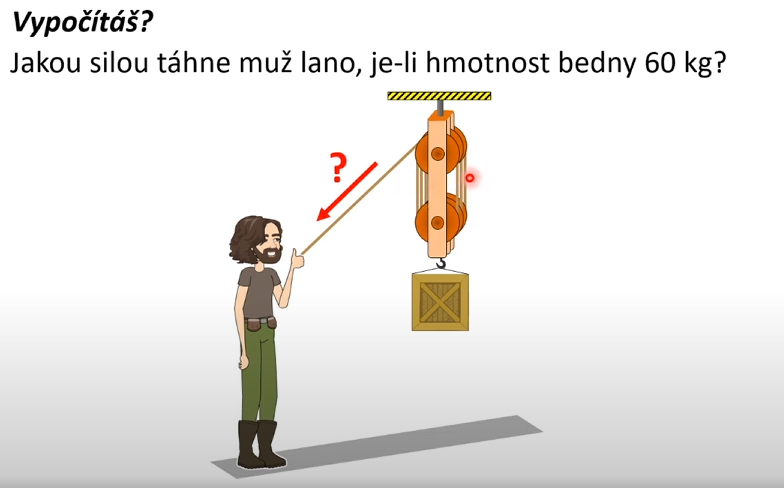 Vypočítáš?
Jakou silou táhne muž lano, je-li hmotnost bedny 60 kg?
?